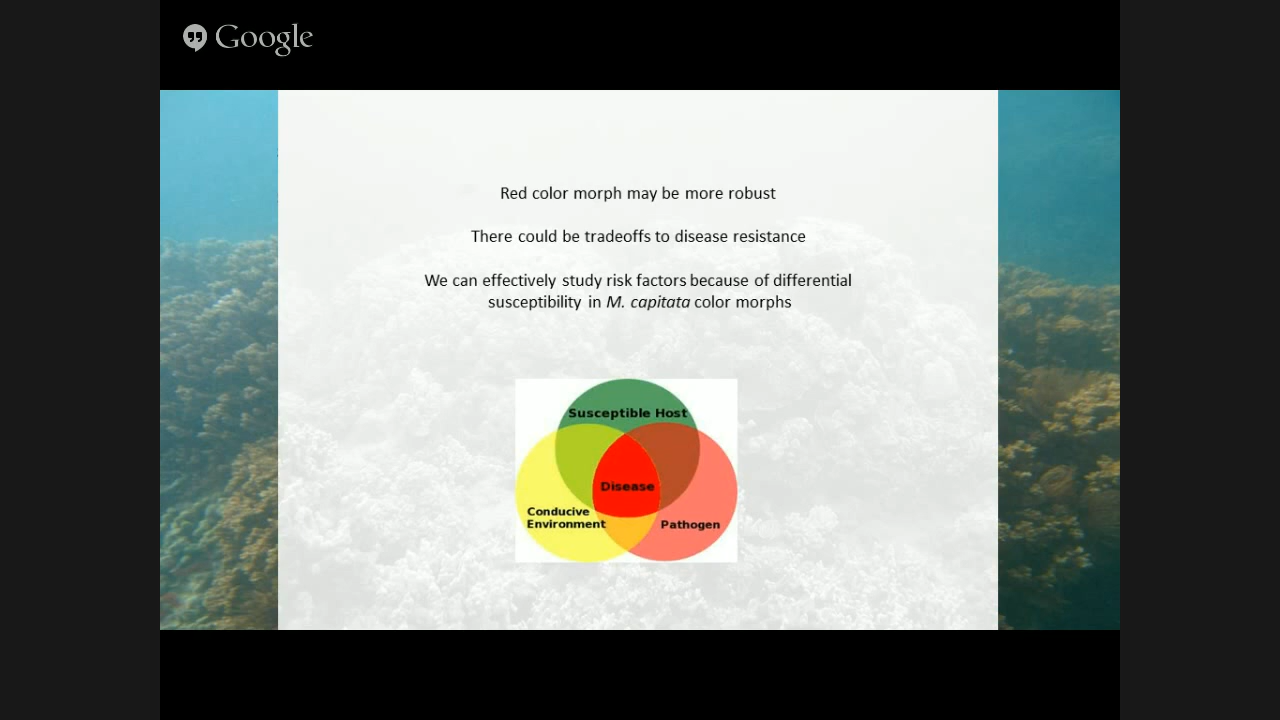 Google
Red color morph may be more robust
There could be tradeoffs to disease resistance
We can effectively study risk factors because of differential
susceptibility in M. capitata color morphs
Susceptible Host
Disease
Conducive
Environment
Pathogen